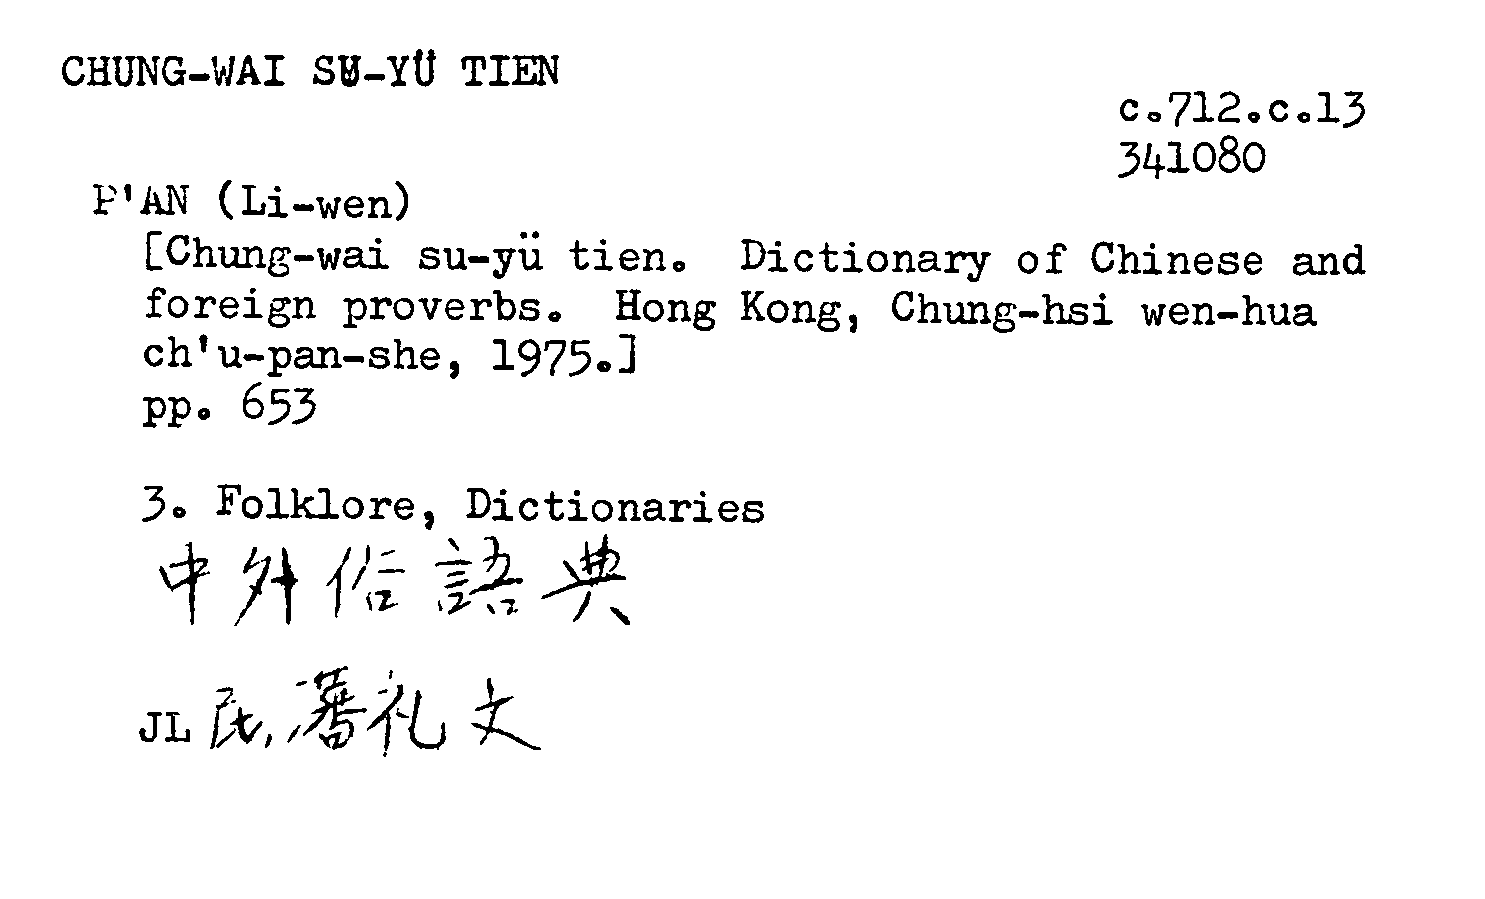 CHUNG-WAI SU-YÜ TIEN
c.712.c.13
341080
P'AN (Li-wen)
[Chung-wai su-yü tien. Dictionary of Chinese and
foreign proverbs. Hong Kong, Chung-hsi wen-hua
ch'u-pan-she, 1975.]
pp. 653
3. Folklore, Dictionaries
中外俗語典
JL 民, 潘礼文